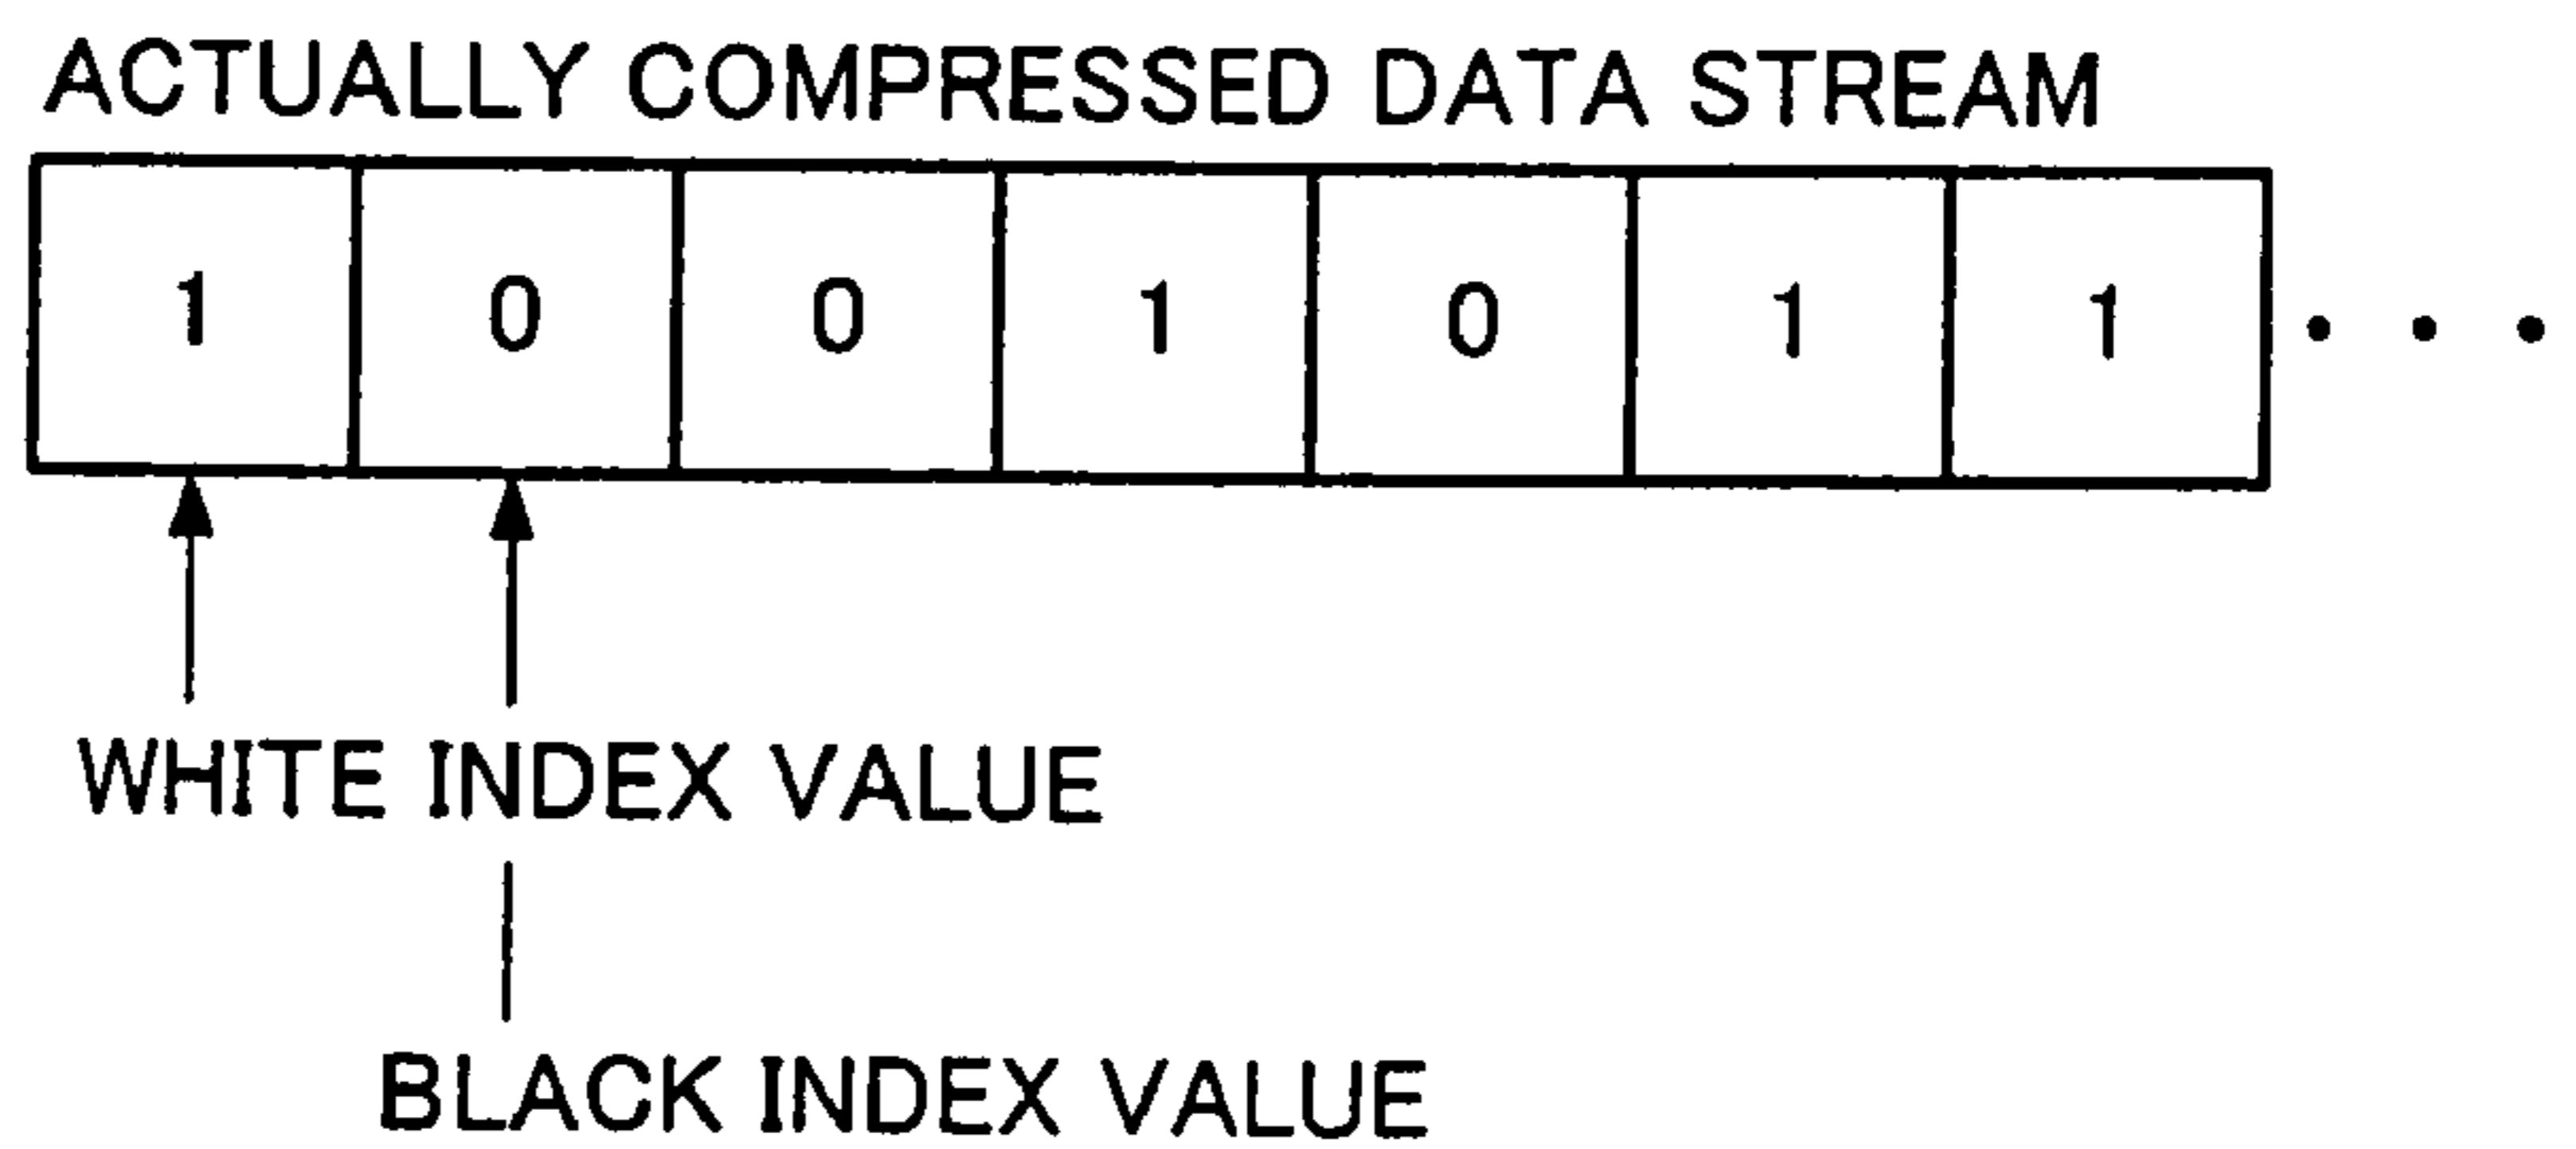 ACTUALLY COMPRESSED DATA STREAM
1 0 0 1 0 1 1 • • •
WHITE INDEX VALUE
BLACK INDEX VALUE